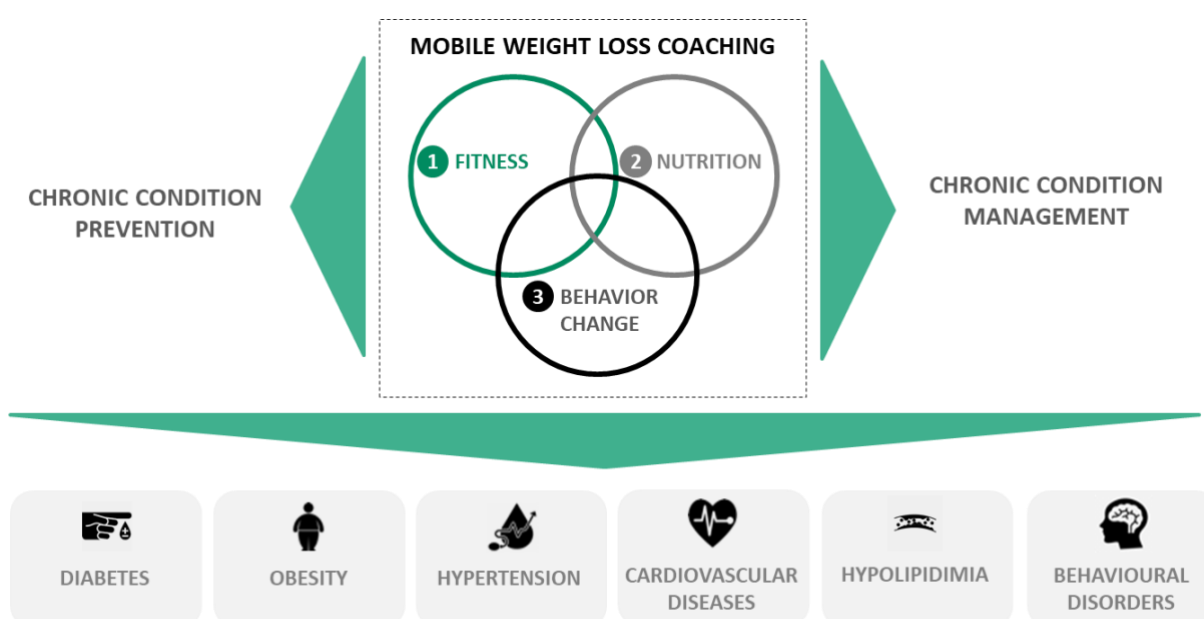 MOBILE WEIGHT LOSS COACHING
1 FITNESS
2 NUTRITION
3 BEHAVIOR
CHANGE
CHRONIC CONDITION
PREVENTION
CHRONIC CONDITION
MANAGEMENT
DIABETES
OBESITY
HYPERTENSION
CARDIOVASCULAR
DISEASES
HYPOLIPIDIMIA
BEHAVIOURAL
DISORDERS